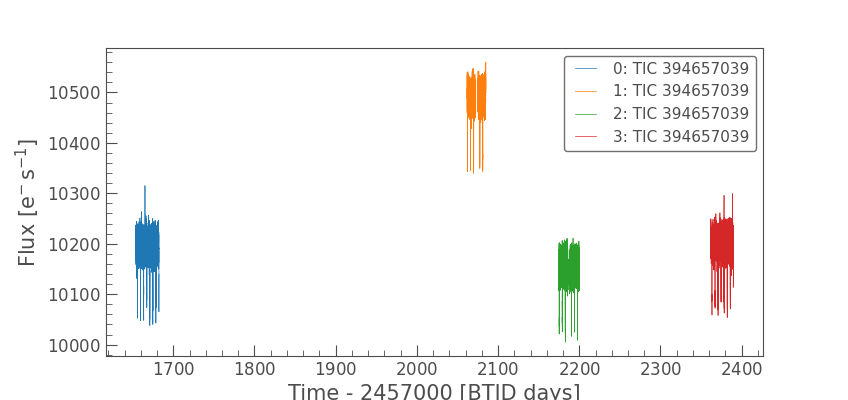 10500
10400
10300
10200
10100
10000
Flux [e⁻ s⁻¹]
0: TIC 394657039
1: TIC 394657039
2: TIC 394657039
3: TIC 394657039
1700 1800 1900 2000 2100 2200 2300 2400
Time - 2457000 [BTJD days]